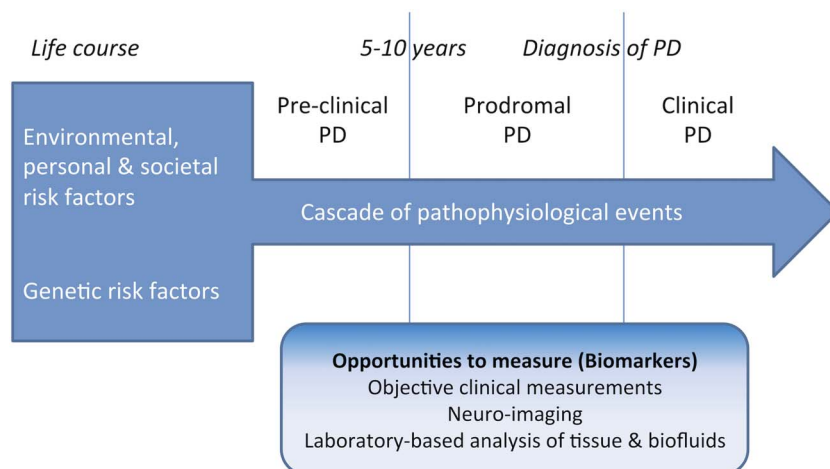 Life course
5-10 years
Diagnosis of PD
Environmental,
personal & societal
risk factors
Genetic risk factors
Pre-clinical
PD
Prodromal
PD
Clinical
PD
Cascade of pathophysiological events
Opportunities to measure (Biomarkers)
Objective clinical measurements
Neuro-imaging
Laboratory-based analysis of tissue & biofluids